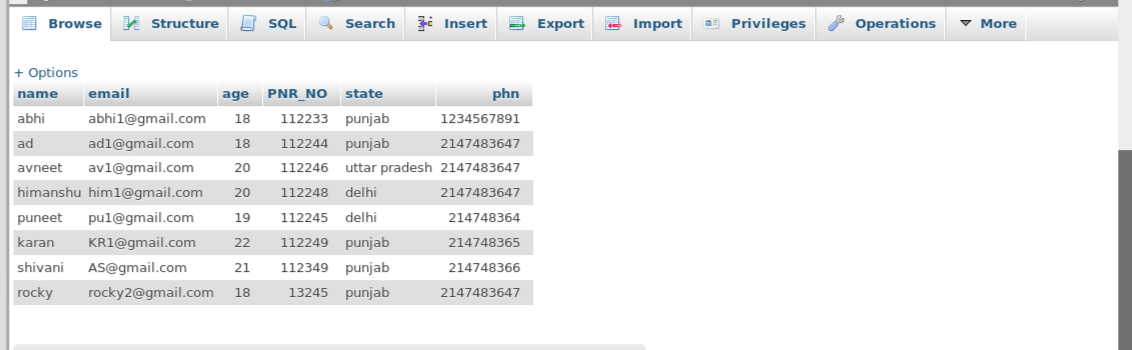 Browse Structure SQL Search Insert Export Import Privileges Operations More
+ Options
name email age PNR_NO state phn
abhi abhi1@gmail.com 18 112233 punjab 1234567891
ad ad1@gmail.com 18 112244 punjab 2147483647
avneet av1@gmail.com 20 112246 uttar pradesh 2147483647
himanshu him1@gmail.com 20 112248 delhi 2147483647
puneet pu1@gmail.com 19 112245 delhi 214748364
karan KR1@gmail.com 22 112249 punjab 214748365
shivani AS@gmail.com 21 112349 punjab 214748366
rocky rocky2@gmail.com 18 13245 punjab 2147483647